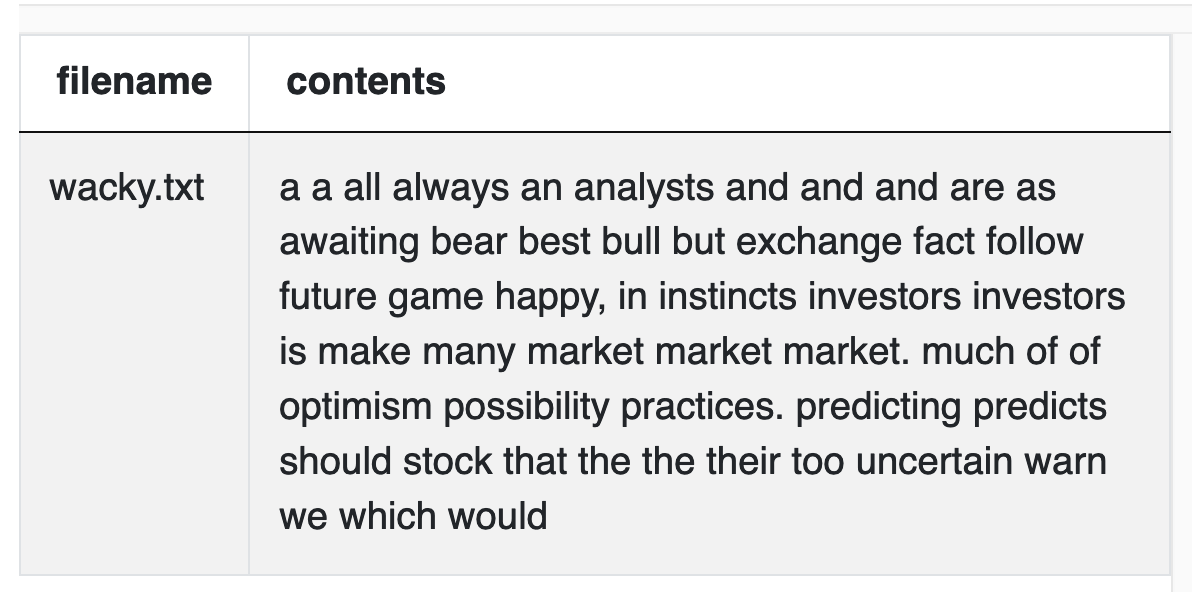 filename contents
wacky.txt a a all always an analysts and and and are as
awaiting bear best bull but exchange fact follow
future game happy, in instincts investors investors
is make many market market market. much of of
optimism possibility practices. predicting predicts
should stock that the the their too uncertain warn
we which would